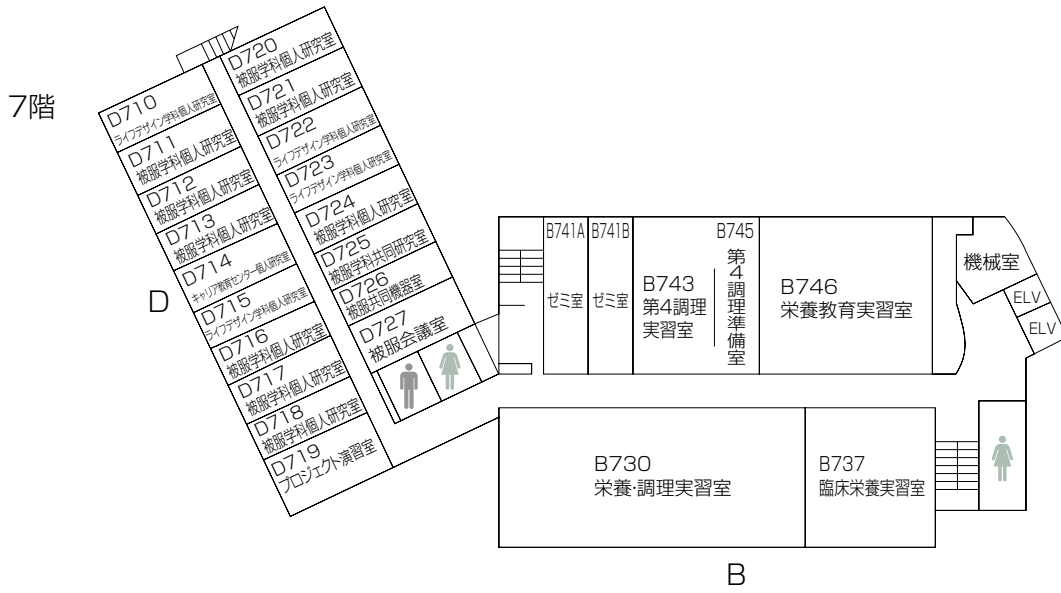 7階
D710
ライフデザイン学科個人研究室
D711
被服学科個人研究室
D712
被服学科個人研究室
D713
被服学科個人研究室
D714
キャリア教育センター個人研究室
D715
ライフデザイン学科個人研究室
D716
被服学科個人研究室
D717
被服学科個人研究室
D718
被服学科個人研究室
D719
プロジェクト演習室
D720
被服学科個人研究室
D721
被服学科個人研究室
D722
ライフデザイン学科個人研究室
D723
ライフデザイン学科個人研究室
D724
被服学科個人研究室
D725
被服学科共同研究室
D726
被服共同機器室
D727
被服会議室
D
B741A
ゼミ室
B741B
ゼミ室
B743
第4調理
実習室
B745
第4調理準備室
B746
栄養教育実習室
機械室
ELV
ELV
B730
栄養・調理実習室
B737
臨床栄養実習室
B